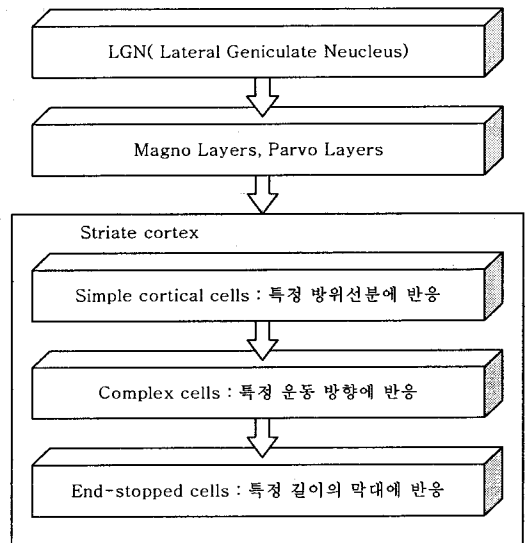 LGN( Lateral Geniculate Neucleus)
Magno Layers, Parvo Layers
Striate cortex
Simple cortical cells : 특정 방위선분에 반응
Complex cells : 특정 운동 방향에 반응
End-stopped cells : 특정 길이의 막대에 반응